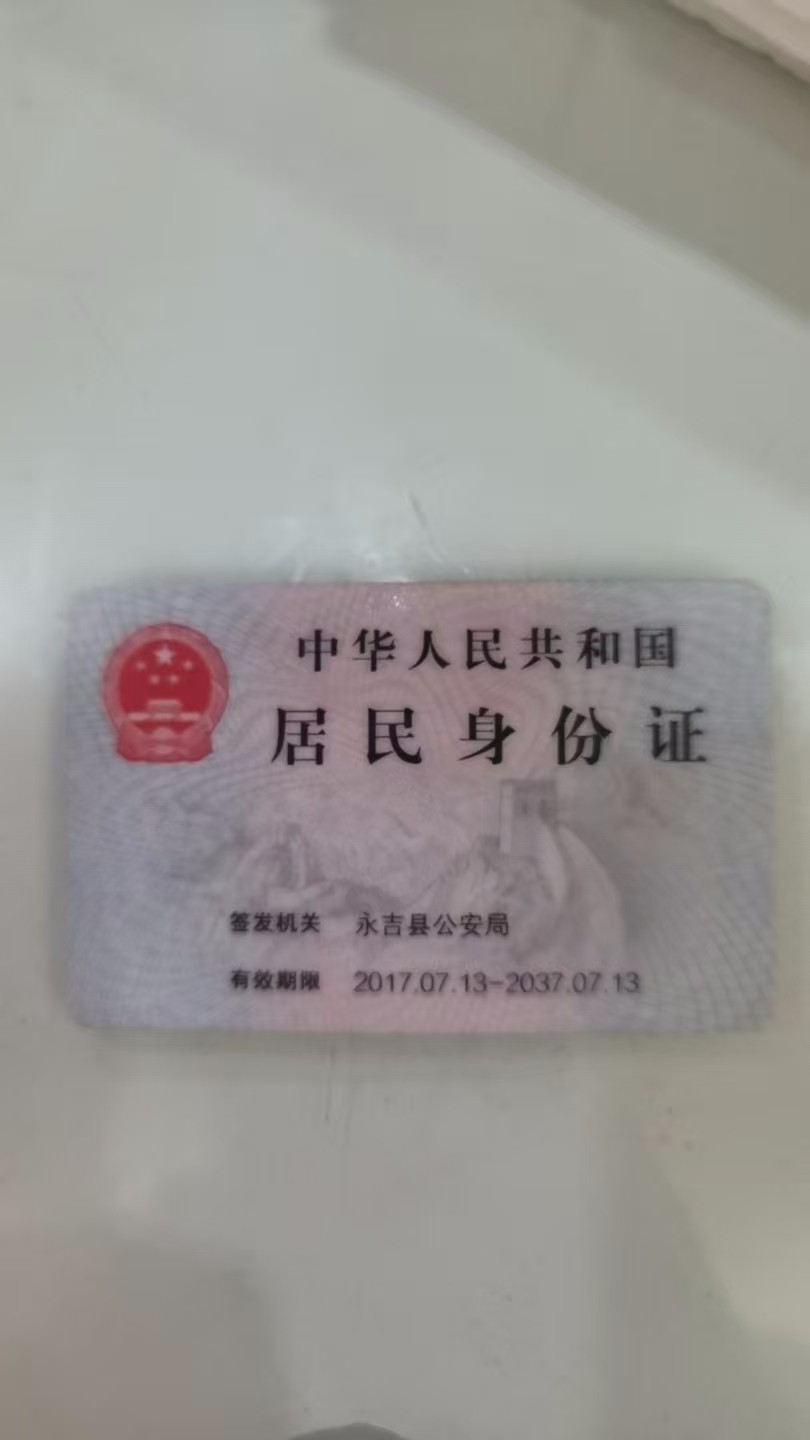 中华人民共和国
居民身份证
签发机关 永吉县公安局
有效期限 2017.07.13-2037.07.13